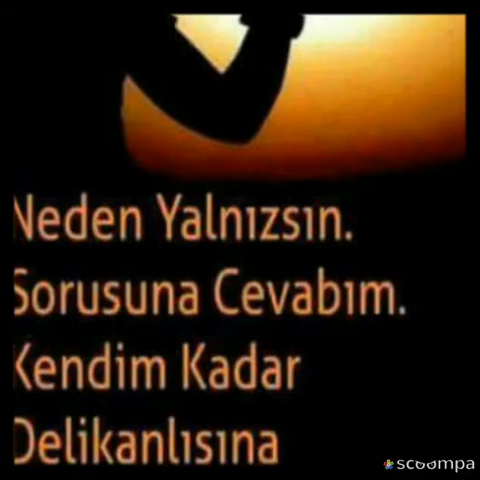 Neden Yalnızsın.
Sorusuna Cevabım.
Kendim Kadar
Delikanlısına
scoompa